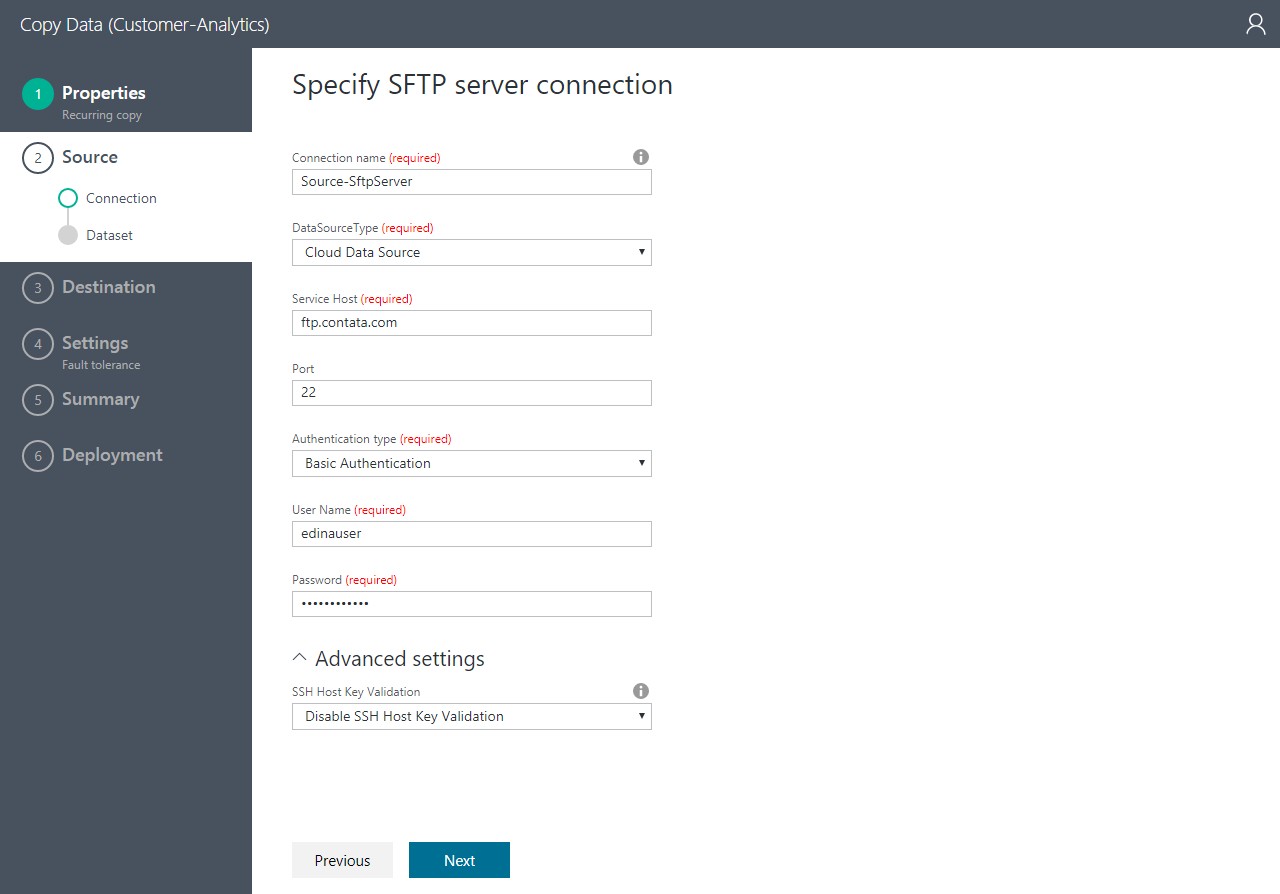 Copy Data (Customer-Analytics)
1 Properties
Recurring copy
2 Source
Connection
Dataset
3 Destination
4 Settings
Fault tolerance
5 Summary
6 Deployment
Specify SFTP server connection
Connection name (required)
Source-SftpServer
DataSourceType (required)
Cloud Data Source
Service Host (required)
ftp.contata.com
Port
22
Authentication type (required)
Basic Authentication
User Name (required)
edinauser
Password (required)
••••••••••••
Advanced settings
SSH Host Key Validation
Disable SSH Host Key Validation
Previous Next